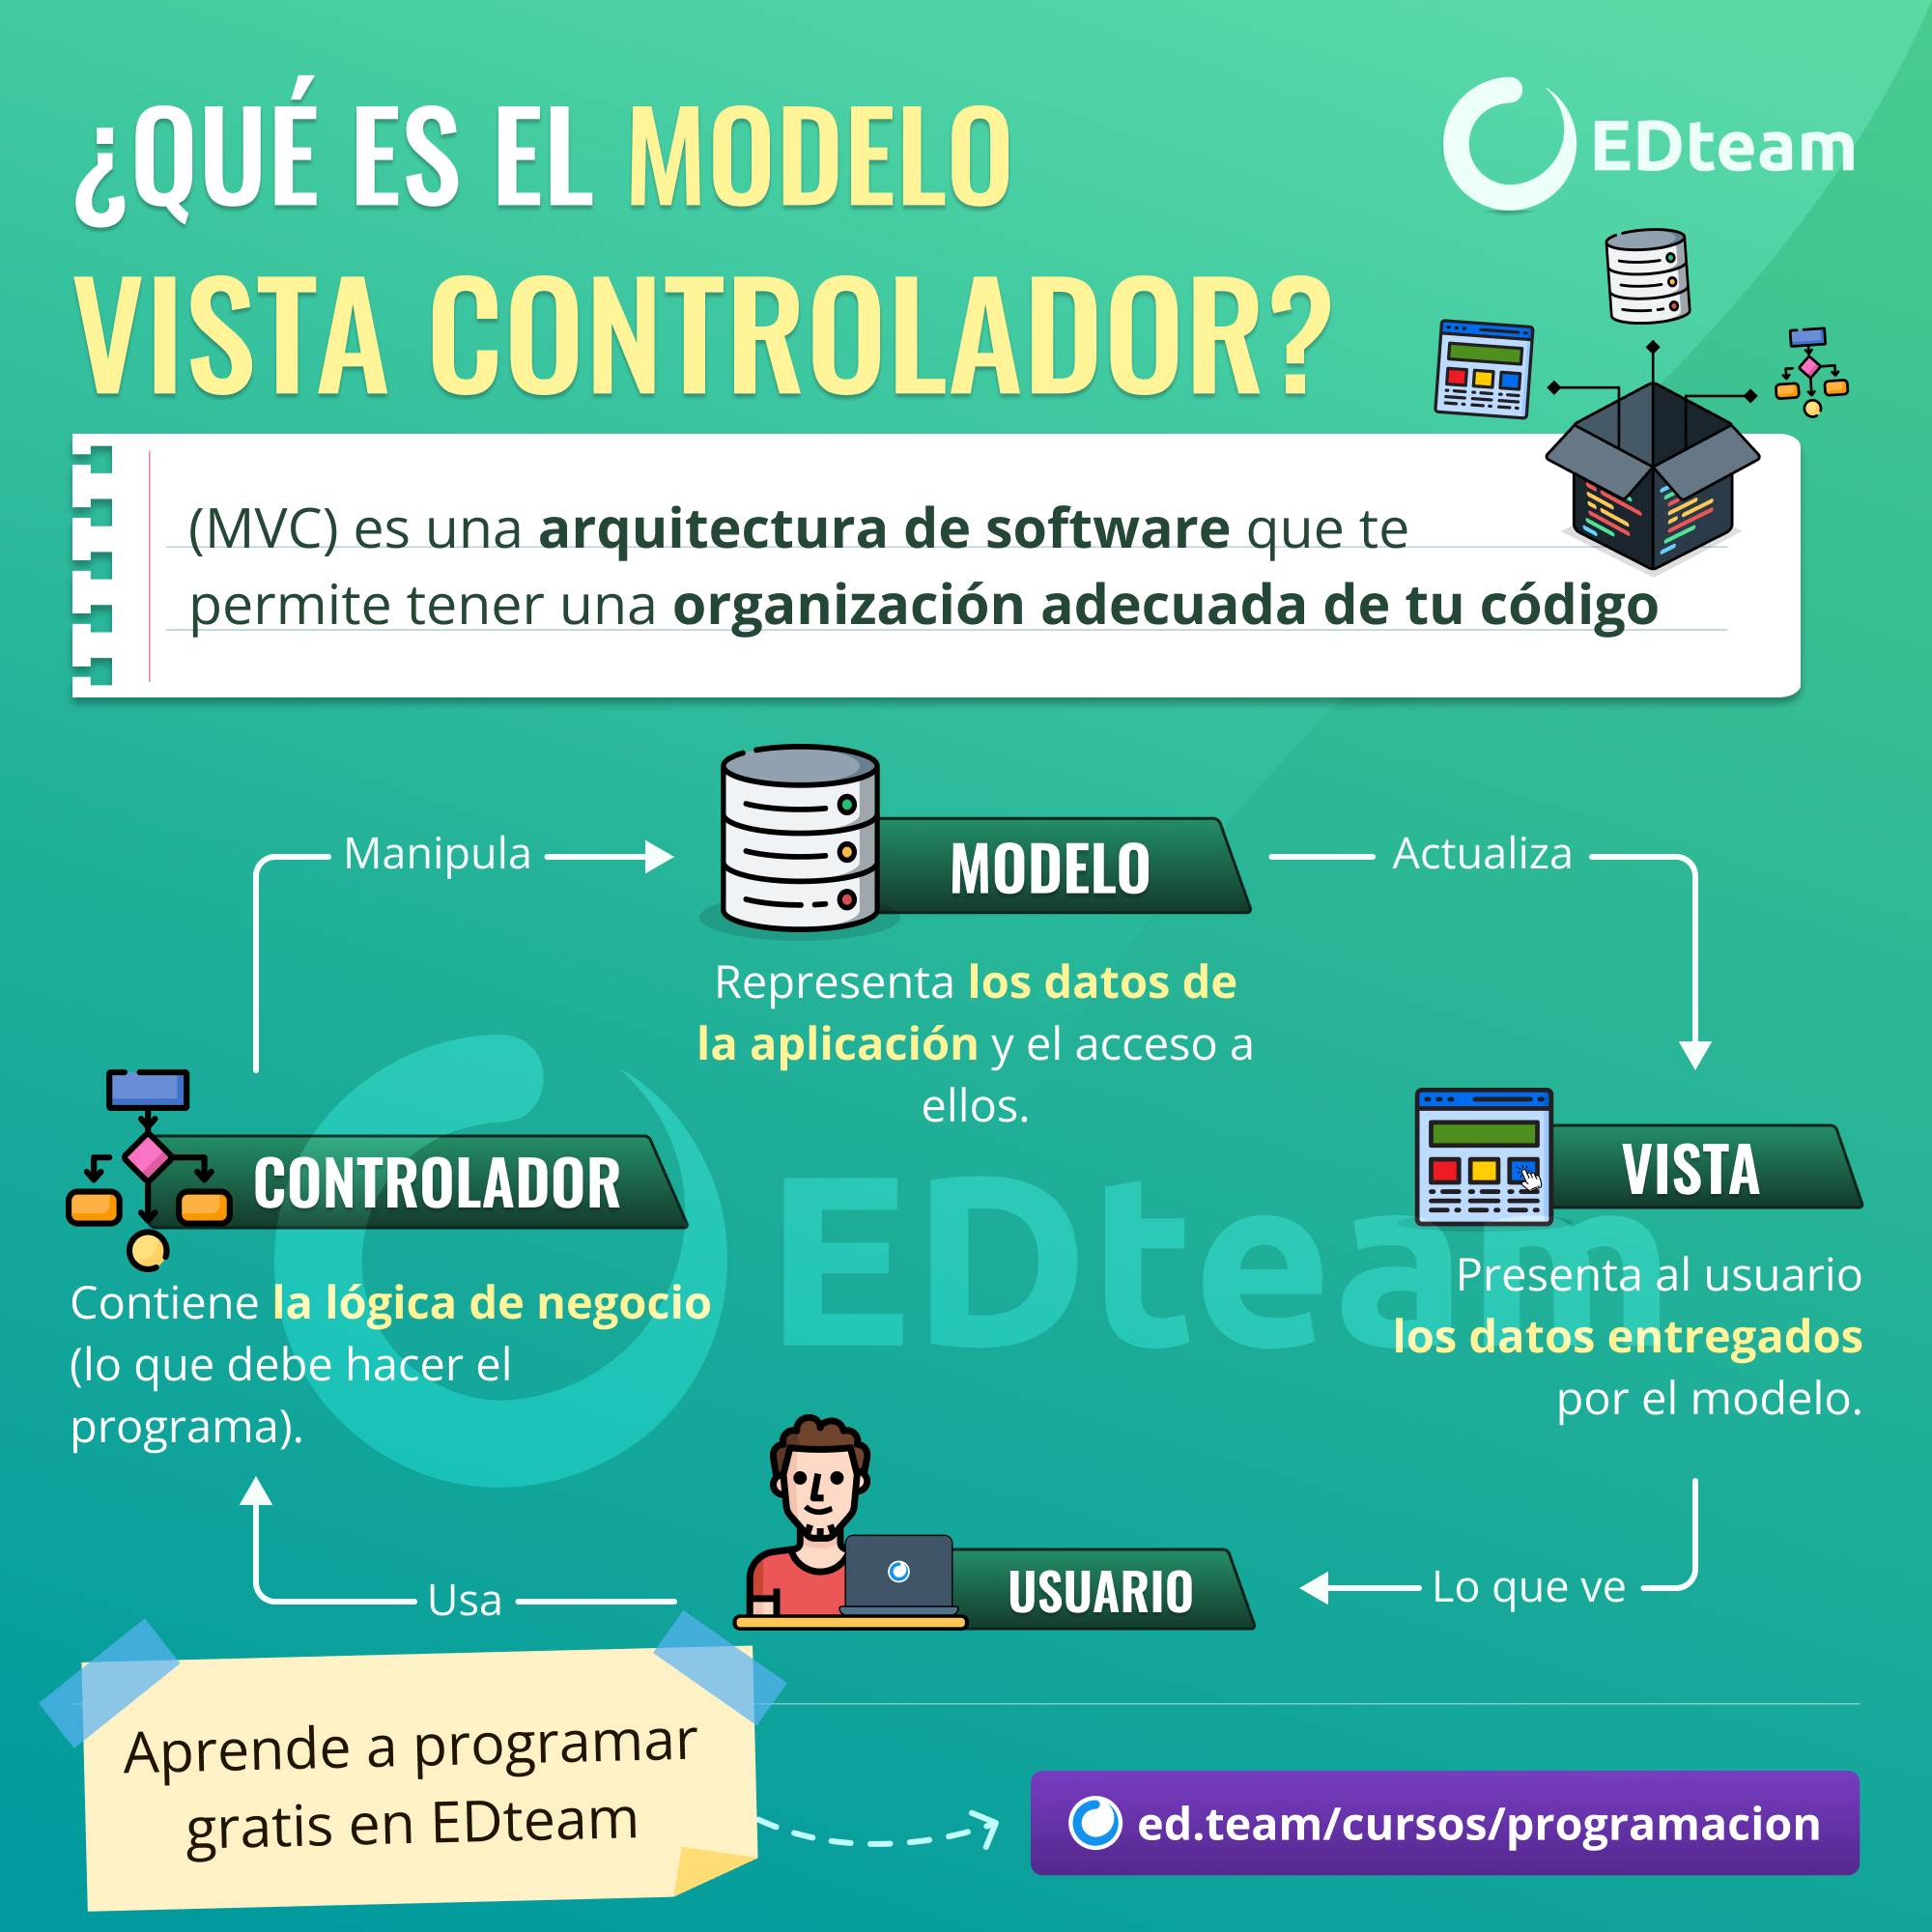 ¿QUÉ ES EL MODELO
VISTA CONTROLADOR?
EDteam
(MVC) es una arquitectura de software que te
permite tener una organización adecuada de tu código
Manipula
MODELO
Actualiza
Representa los datos de
la aplicación y el acceso a
ellos.
CONTROLADOR
Contiene la lógica de negocio
(lo que debe hacer el
programa).
VISTA
Presenta al usuario
los datos entregados
por el modelo.
EDteam
Usa
USUARIO
Lo que ve
Aprende a programar
gratis en EDteam
ed.team/cursos/programacion